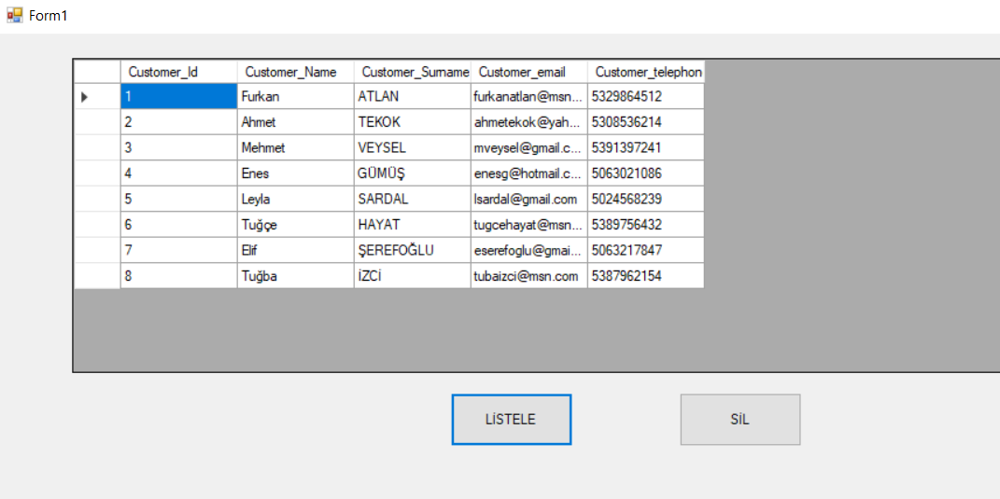 Form1
Customer_Id Customer_Name Customer_Surname Customer_email Customer_telephon
1 Furkan ATLAN furkanatlan@msn... 5329864512
2 Ahmet TEKOK ahmetekok@yah... 5308536214
3 Mehmet VEYSEL mveysel@gmail.c... 5391397241
4 Enes GÜMÜŞ enesg@hotmail.c... 5063021086
5 Leyla SARDAL lsardal@gmail.com 5024568239
6 Tuğçe HAYAT tugcehayat@msn... 5389756432
7 Elif ŞEREFOĞLU eserefoglu@gmai... 5063217847
8 Tuğba İZCİ tubaizci@msn.com 5387962154
LİSTELE SİL